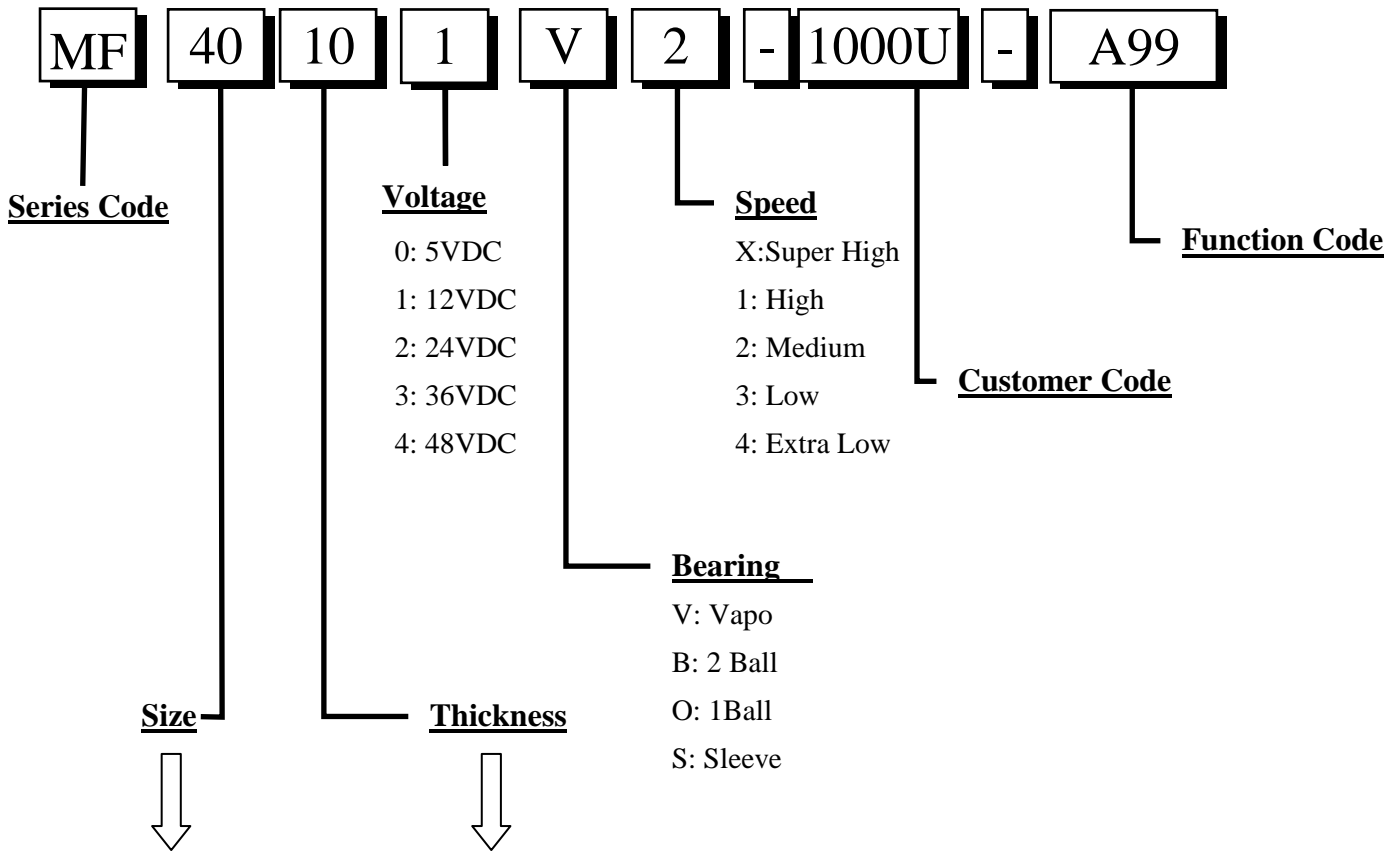 MF 40 10 1 V 2 - 1000U - A99
Series Code
Voltage
0: 5VDC
1: 12VDC
2: 24VDC
3: 36VDC
4: 48VDC
Speed
X:Super High
1: High
2: Medium
3: Low
4: Extra Low
Function Code
Customer Code
Bearing
V: Vapo
B: 2 Ball
O: 1Ball
S: Sleeve
Size
Thickness